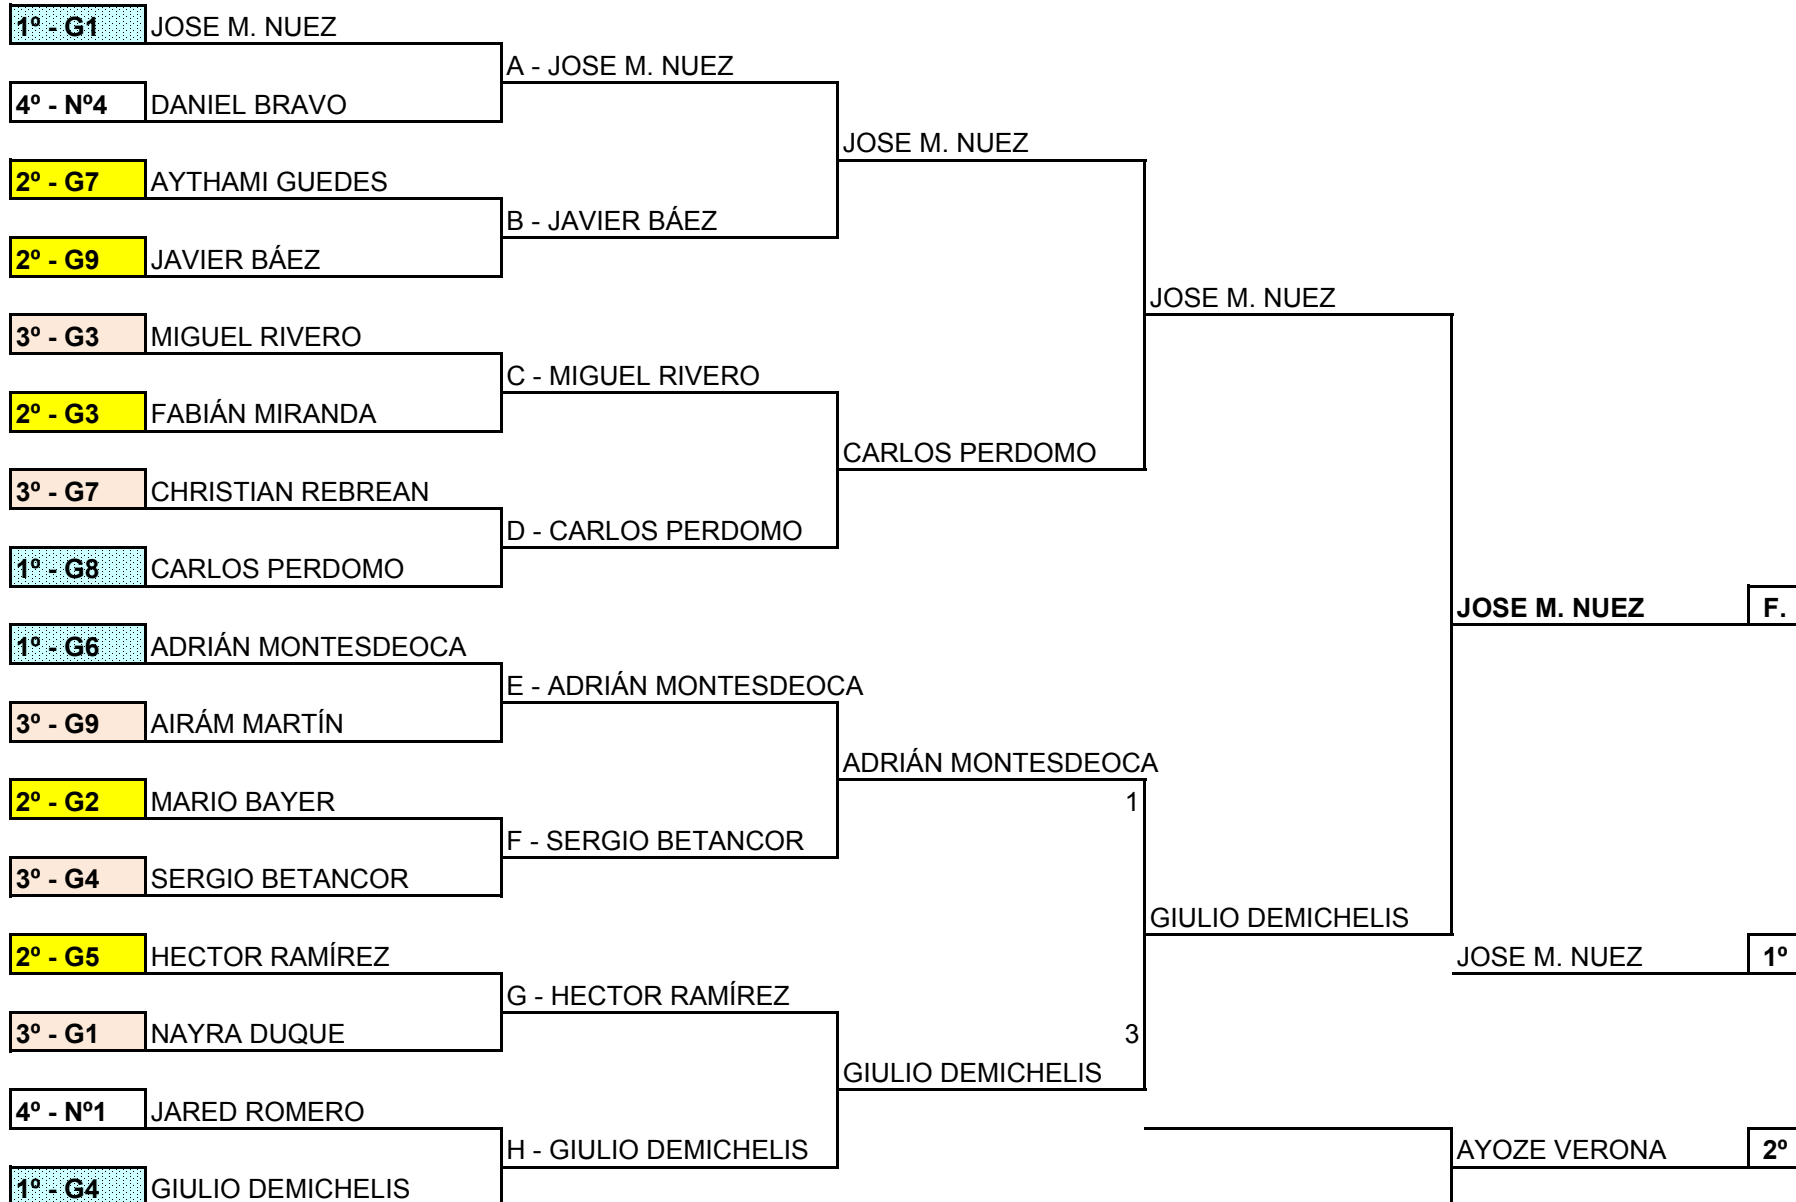 1º - G1 JOSE M. NUEZ
A - JOSE M. NUEZ
4º - Nº4 DANIEL BRAVO
JOSE M. NUEZ
2º - G7 AYTHAMI GUEDES
B - JAVIER BÁEZ
2º - G9 JAVIER BÁEZ
JOSE M. NUEZ
3º - G3 MIGUEL RIVERO
C - MIGUEL RIVERO
2º - G3 FABIÁN MIRANDA
CARLOS PERDOMO
3º - G7 CHRISTIAN REBREAN
D - CARLOS PERDOMO
1º - G8 CARLOS PERDOMO
JOSE M. NUEZ F.
1º - G6 ADRIÁN MONTESDEOCA
E - ADRIÁN MONTESDEOCA
3º - G9 AIRÁM MARTÍN
ADRIÁN MONTESDEOCA
2º - G2 MARIO BAYER 1
F - SERGIO BETANCOR
3º - G4 SERGIO BETANCOR
GIULIO DEMICHELIS
2º - G5 HECTOR RAMÍREZ JOSE M. NUEZ 1º
G - HECTOR RAMÍREZ
3º - G1 NAYRA DUQUE 3
GIULIO DEMICHELIS
4º - Nº1 JARED ROMERO
H - GIULIO DEMICHELIS AYOZE VERONA 2º
1º - G4 GIULIO DEMICHELIS